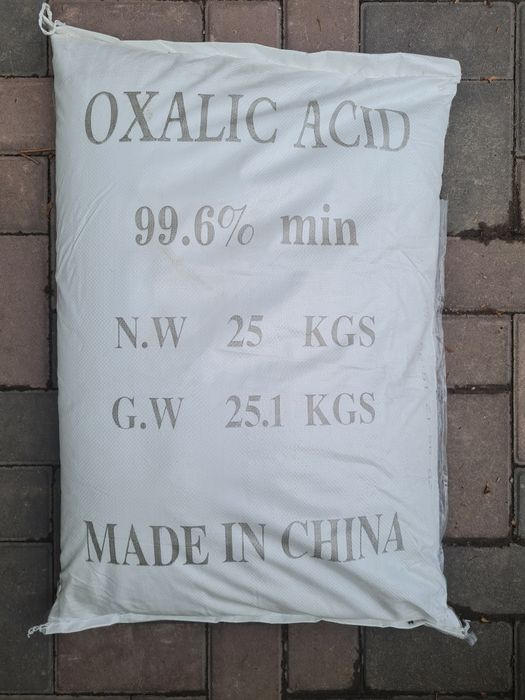 OXALIC ACID
99.6% min
N.W 25 KGS
G.W 25.1 KGS
MADE IN CHINA